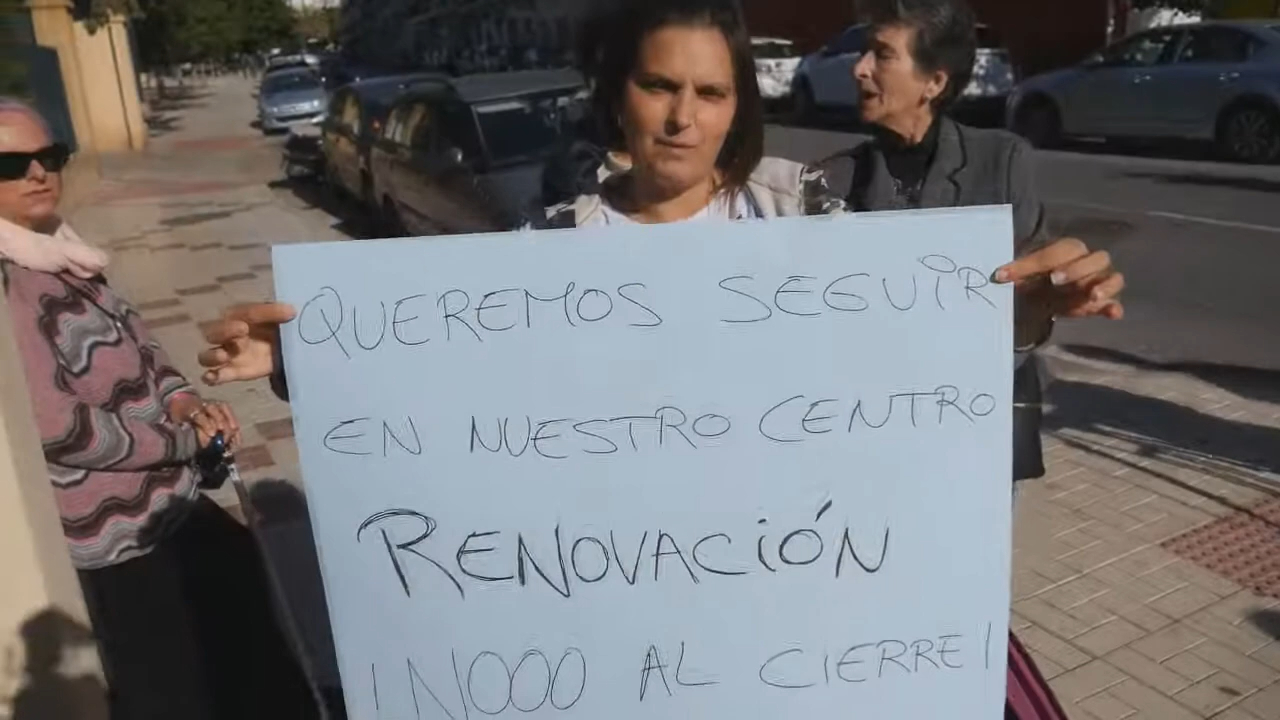 QUEREMOS SEGUIR
EN NUESTRO CENTRO
RENOVACIÓN
¡NOOO AL CIERRE!